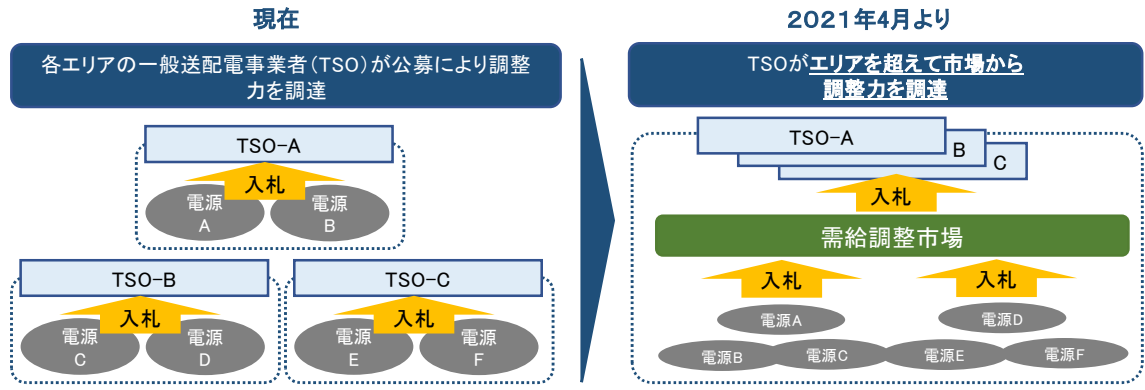 現在
各エリアの一般送配電事業者(TSO)が公募により調整
力を調達
TSO-A
入札
電源
A
電源
B
TSO-B
入札
電源
C
電源
D
TSO-C
入札
電源
E
電源
F
2021年4月より
TSOがエリアを超えて市場から
調整力を調達
TSO-A
B
C
入札
需給調整市場
入札
入札
電源A
電源D
電源B
電源C
電源E
電源F